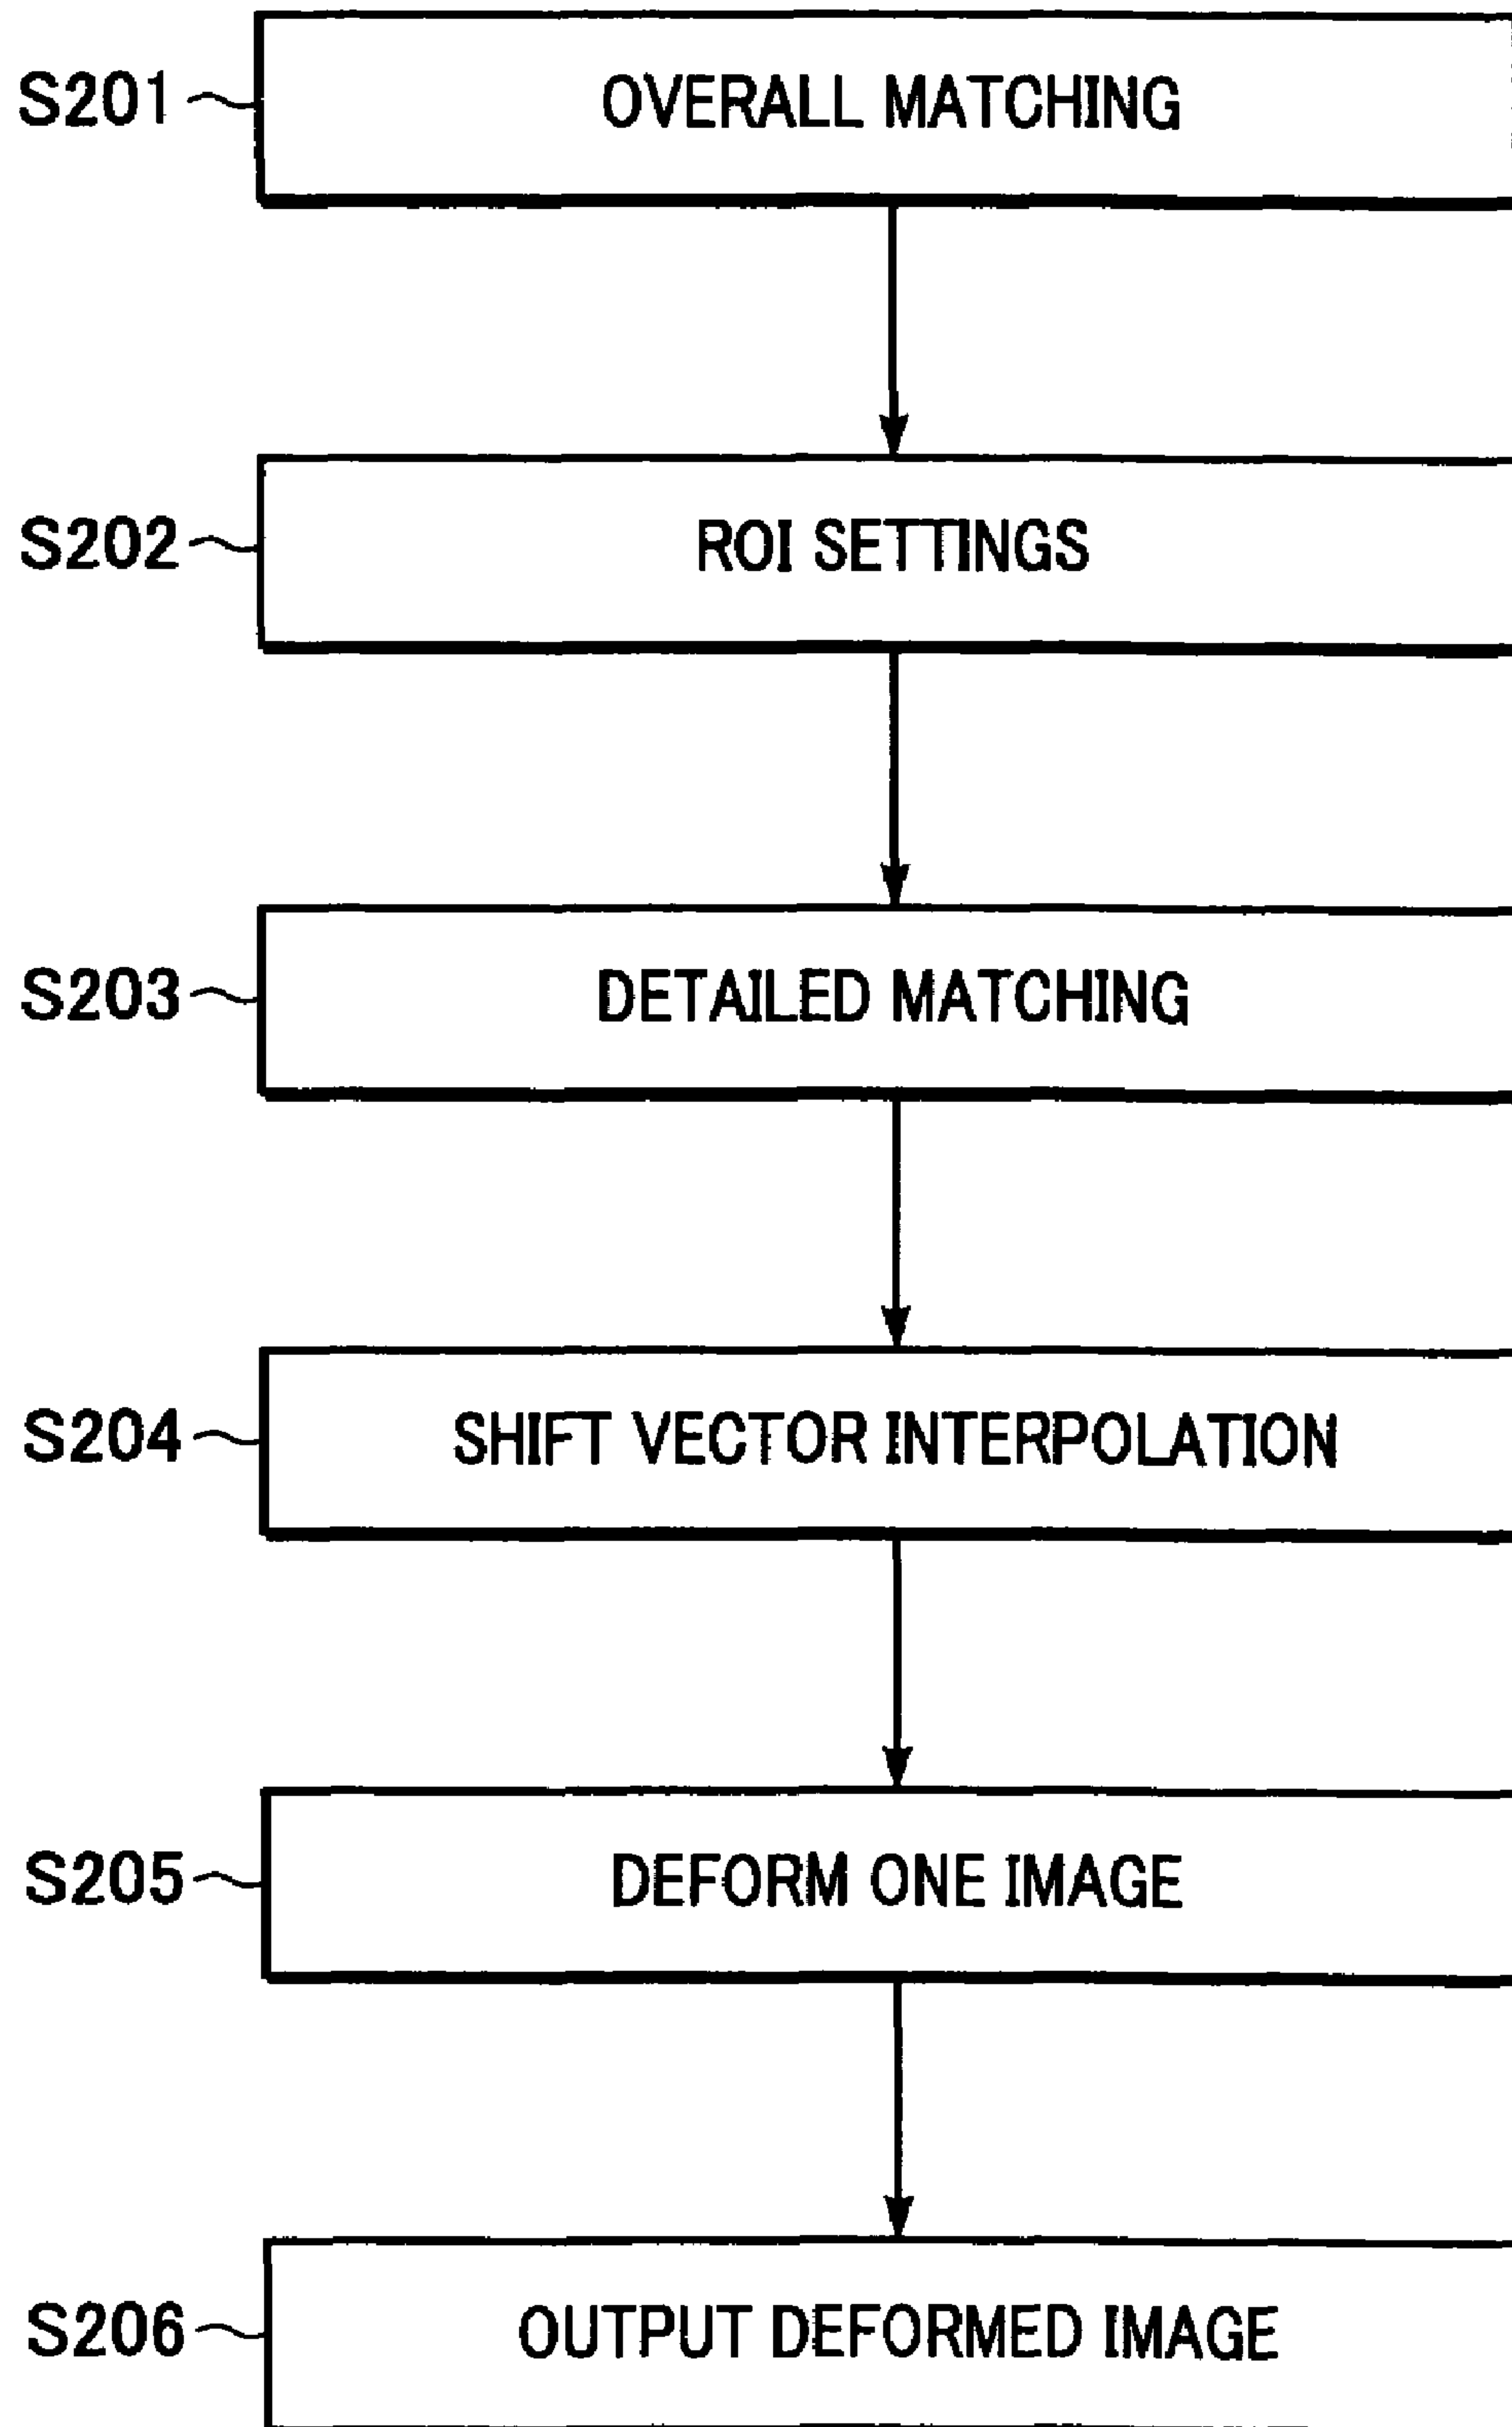 S201 OVERALL MATCHING
S202 ROI SETTINGS
S203 DETAILED MATCHING
S204 SHIFT VECTOR INTERPOLATION
S205 DEFORM ONE IMAGE
S206 OUTPUT DEFORMED IMAGE